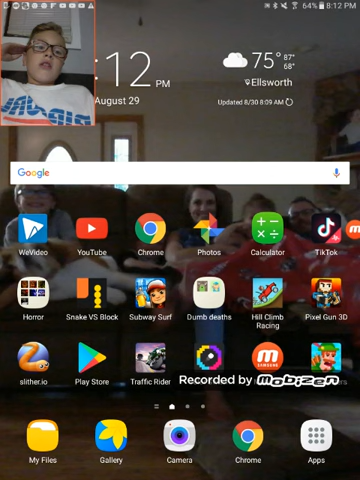 64% 8:12 PM
:12 PM
August 29
75° 87°
68°
Ellsworth
Updated 8/30 8:09 AM
Google
WeVideo YouTube Chrome Photos Calculator TikTok
Horror Snake VS Block Subway Surf Dumb deaths Hill Climb Racing Pixel Gun 3D
slither.io Play Store Traffic Rider
SAMSUNG
Recorded by mobizen
My Files Gallery Camera Chrome Apps